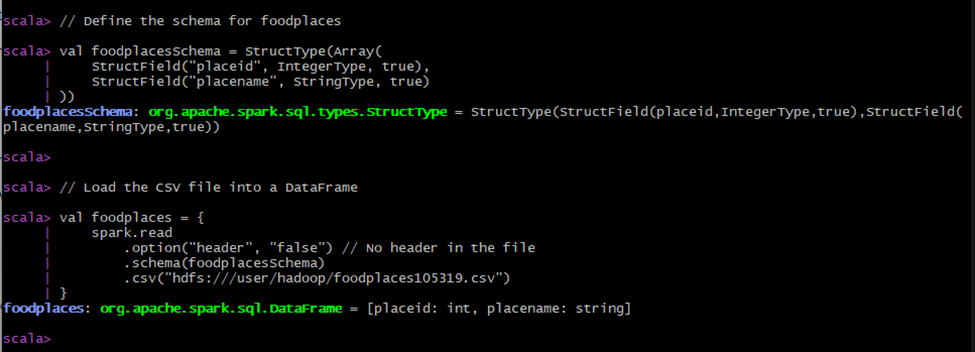 scala> // Define the schema for foodplaces
scala> val foodplacesSchema = StructType(Array(
     |     StructField("placeid", IntegerType, true),
     |     StructField("placename", StringType, true)
     | ))
foodplacesSchema: org.apache.spark.sql.types.StructType = StructType(StructField(placeid,IntegerType,true),StructField(
placename,StringType,true))
scala>
scala> // Load the CSV file into a DataFrame
scala> val foodplaces = {
     |     spark.read
     |         .option("header", "false") // No header in the file
     |         .schema(foodplacesSchema)
     |         .csv("hdfs:///user/hadoop/foodplaces105319.csv")
     | }
foodplaces: org.apache.spark.sql.DataFrame = [placeid: int, placename: string]
scala>